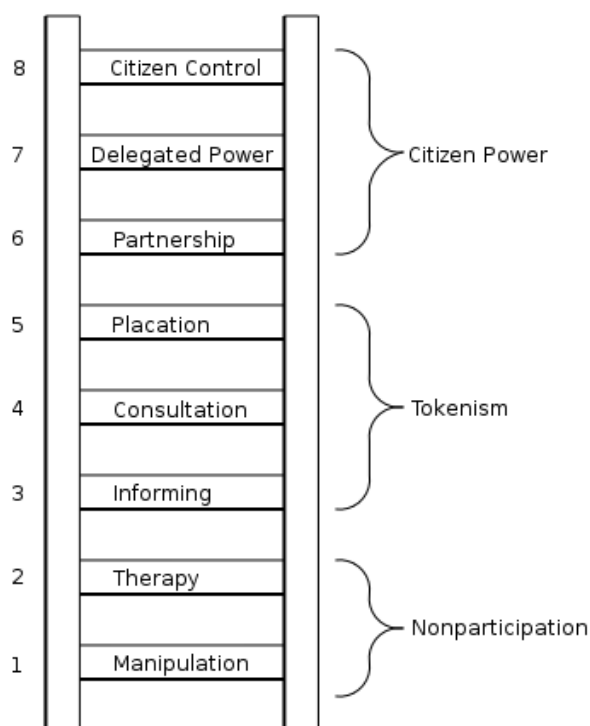 8 Citizen Control
7 Delegated Power
Citizen Power
6 Partnership
5 Placation
4 Consultation
Tokenism
3 Informing
2 Therapy
Nonparticipation
1 Manipulation